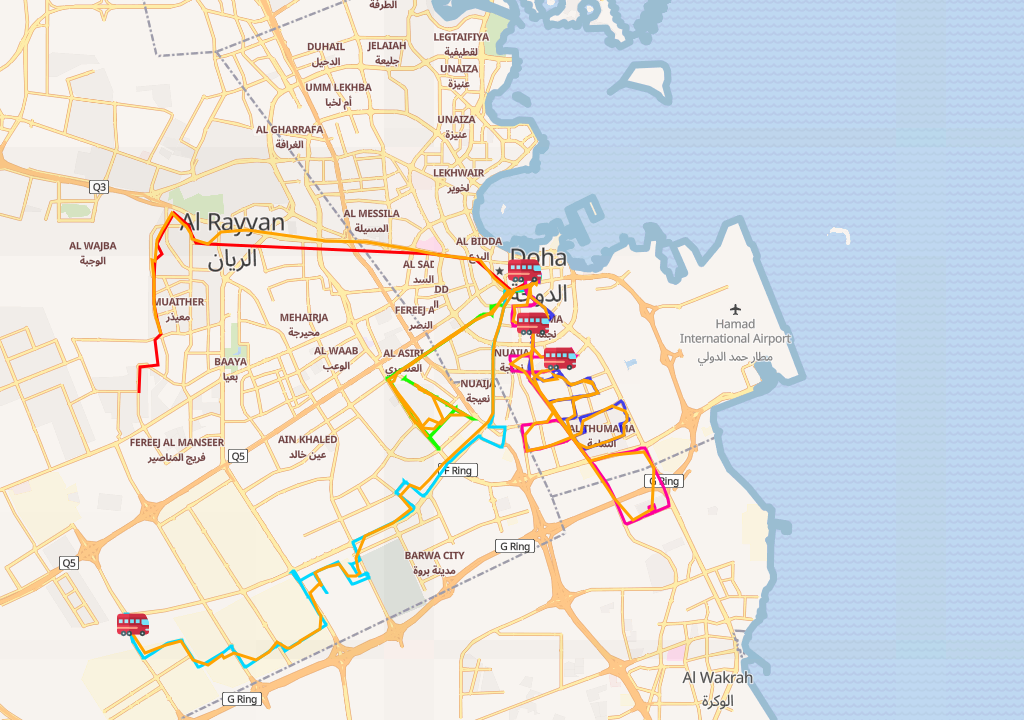 الطرفة
LEGTAIFIYA
لقطيفية
DUHAIL
الدحيل
JELAIAH
جليعة
UNAIZA
عنيزة
UMM LEKHBA
أم لخبا
UNAIZA
عنيزة
AL GHARRAFA
الغرافة
LEKHWAIR
لخوير
Q3
Al Rayyan
الريان
AL MESSILA
المسيلة
AL WAJBA
الوجبة
AL BIDDA
البدع
Doha
الدوحة
AL SAD
السد
DD
MUAITHER
معيذر
MEHAIRJA
محيرجة
FEREEJ A
النصر
MA
نجمة
Hamad
International Airport
مطار حمد الدولي
AL WAAB
الوعب
AL ASIRI
العسيري
NUAIJA
نعيجة
BAAYA
بعيا
NUAIJA
نعيجة
AL THUMAMA
الثمامة
FEREEJ AL MANSEER
فريج المناصير
AIN KHALED
عين خالد
Q5
F Ring
G Ring
G Ring
BARWA CITY
مدينة بروة
Q5
G Ring
Al Wakrah
الوكرة